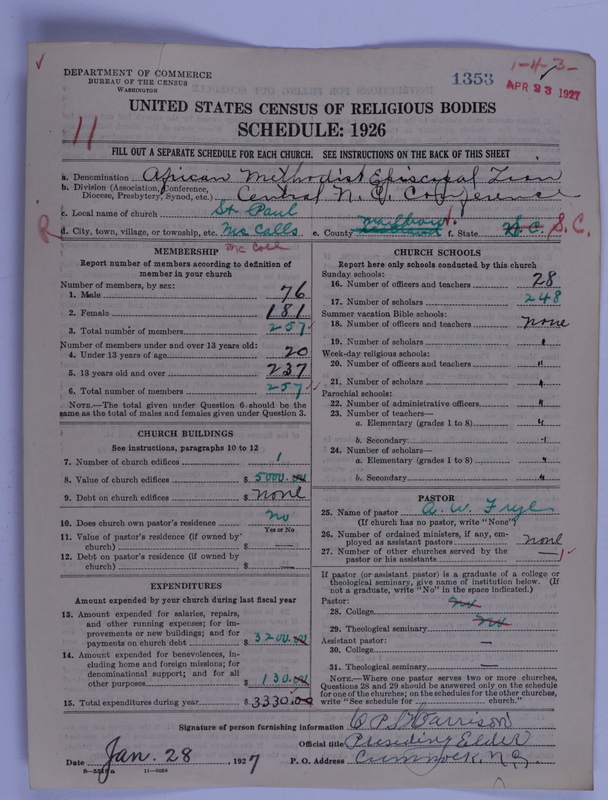 DEPARTMENT OF COMMERCE
BUREAU OF THE CENSUS
WASHINGTON
1353
1-4-3-
APR 23 1927
UNITED STATES CENSUS OF RELIGIOUS BODIES
SCHEDULE: 1926
11
FILL OUT A SEPARATE SCHEDULE FOR EACH CHURCH. SEE INSTRUCTIONS ON THE BACK OF THIS SHEET
a. Denomination African Methodist Episcopal Zion
b. Division (Association, Conference, Diocese, Presbytery, Synod, etc.) Central N. C. Conference
c. Local name of church St Paul
R
d. City, town, village, or township, etc. Mc Calls e. County Marlboro f. State S.C. S.C.
Mc Coll
MEMBERSHIP
Report number of members according to definition of member in your church
Number of members, by sex:
1. Male 76
2. Female 181
3. Total number of members 257
Number of members under and over 13 years old:
4. Under 13 years of age 20
5. 13 years old and over 237
6. Total number of members 257
NOTE.—The total given under Question 6 should be the same as the total of males and females given under Question 3.
CHURCH BUILDINGS
See instructions, paragraphs 10 to 12
7. Number of church edifices 1
8. Value of church edifices $ 5000.00
9. Debt on church edifices $ none
10. Does church own pastor's residence No
Yes or No
11. Value of pastor's residence (if owned by church) $ —
12. Debt on pastor's residence (if owned by church) $ —
EXPENDITURES
Amount expended by your church during last fiscal year
13. Amount expended for salaries, repairs, and other running expenses; for improvements or new buildings; and for payments on church debt $ 3200.00
14. Amount expended for benevolences, including home and foreign missions; for denominational support; and for all other purposes $ 130.00
15. Total expenditures during year $ 3330.00
CHURCH SCHOOLS
Report here only schools conducted by this church
Sunday schools:
16. Number of officers and teachers 28
17. Number of scholars 248
Summer vacation Bible schools:
18. Number of officers and teachers none
19. Number of scholars "
Week-day religious schools:
20. Number of officers and teachers "
21. Number of scholars "
Parochial schools:
22. Number of administrative officers "
23. Number of teachers—
a. Elementary (grades 1 to 8) "
b. Secondary "
24. Number of scholars—
a. Elementary (grades 1 to 8) "
b. Secondary "
PASTOR
25. Name of pastor A. W. Frye
(If church has no pastor, write "None")
26. Number of ordained ministers, if any, employed as assistant pastors none
27. Number of other churches served by the pastor or his assistants — 1
If pastor (or assistant pastor) is a graduate of a college or theological seminary, give name of institution below. (If not a graduate, write "No" in the space indicated.)
Pastor:
28. College
29. Theological seminary
Assistant pastor:
30. College —
31. Theological seminary —
NOTE.—Where one pastor serves two or more churches, Questions 28 and 29 should be answered only on the schedule for one of the churches; on the schedules for the other churches, write "See schedule for church."
Signature of person furnishing information Harrison
Official title Presiding Elder
Date Jan. 28, 1927 P. O. Address Cumnock, N.C.
11—8064